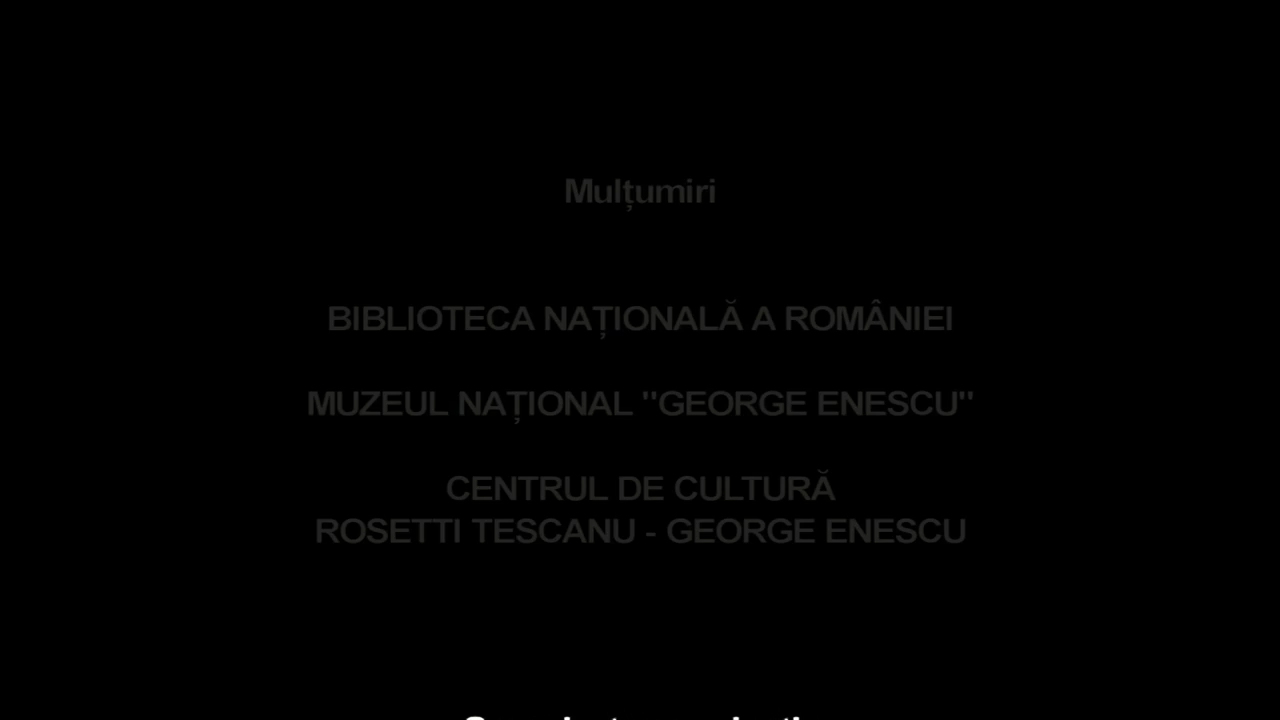 Mulțumiri
BIBLIOTECA NAȚIONALĂ A ROMÂNIEI
MUZEUL NAȚIONAL "GEORGE ENESCU"
CENTRUL DE CULTURĂ
ROSETTI TESCANU - GEORGE ENESCU